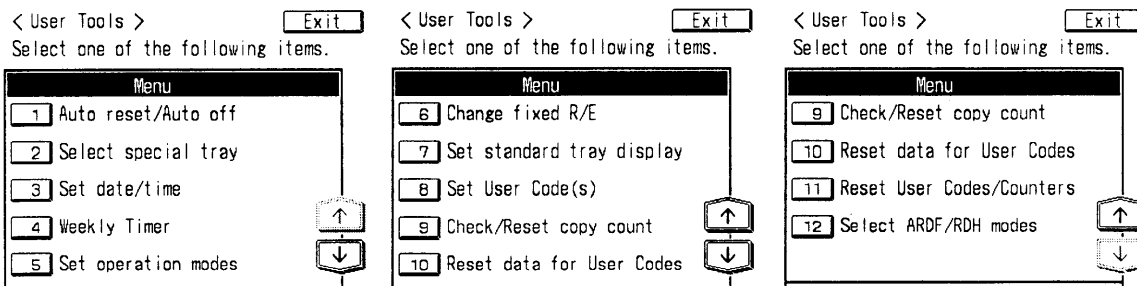 < User Tools > Exit
Select one of the following items.
Menu
1 Auto reset/Auto off
2 Select special tray
3 Set date/time
4 Weekly Timer
5 Set operation modes
↑
↓
< User Tools > Exit
Select one of the following items.
Menu
6 Change fixed R/E
7 Set standard tray display
8 Set User Code(s)
9 Check/Reset copy count
10 Reset data for User Codes
↑
↓
< User Tools > Exit
Select one of the following items.
Menu
9 Check/Reset copy count
10 Reset data for User Codes
11 Reset User Codes/Counters
12 Select ARDF/RDH modes
↑
↓